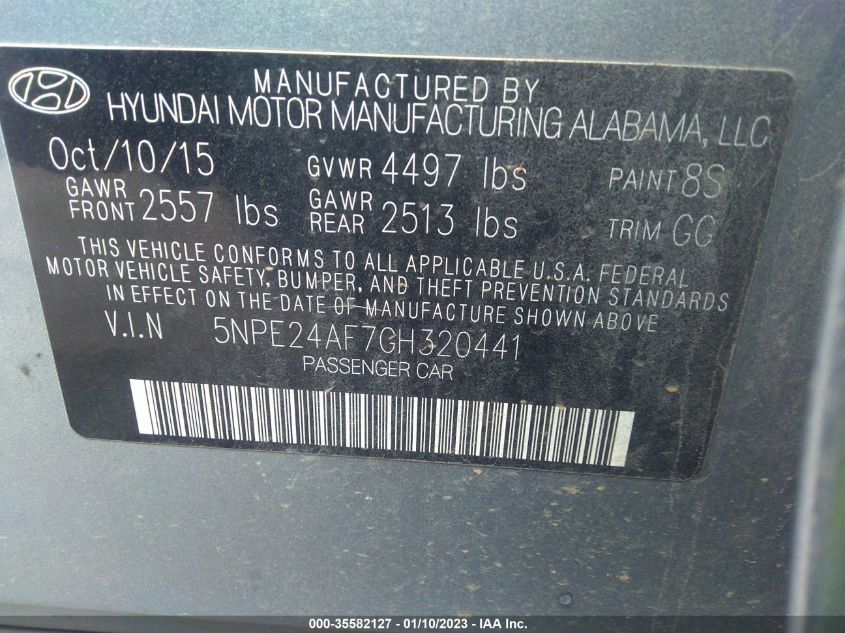 MANUFACTURED BY
HYUNDAI MOTOR MANUFACTURING ALABAMA, LLC
Oct/10/15 GVWR 4497 lbs PAINT 8S
GAWR FRONT 2557 lbs GAWR REAR 2513 lbs TRIM GG
THIS VEHICLE CONFORMS TO ALL APPLICABLE U.S.A. FEDERAL
MOTOR VEHICLE SAFETY, BUMPER, AND THEFT PREVENTION STANDARDS
IN EFFECT ON THE DATE OF MANUFACTURE SHOWN ABOVE
V.I.N 5NPE24AF7GH320441
PASSENGER CAR
000-35582127 - 01/10/2023 - IAA Inc.